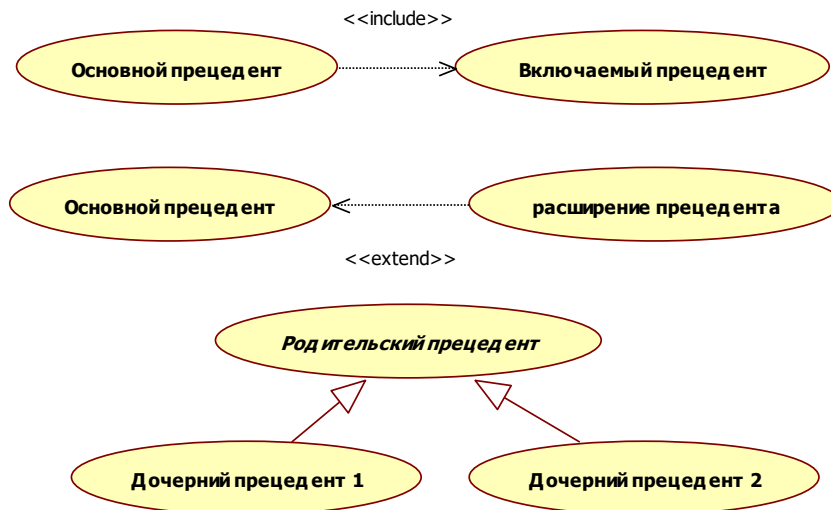 <<include>>
Основной прецедент
Включаемый прецедент
Основной прецедент
расширение прецедента
<<extend>>
Родительский прецедент
Дочерний прецедент 1
Дочерний прецедент 2